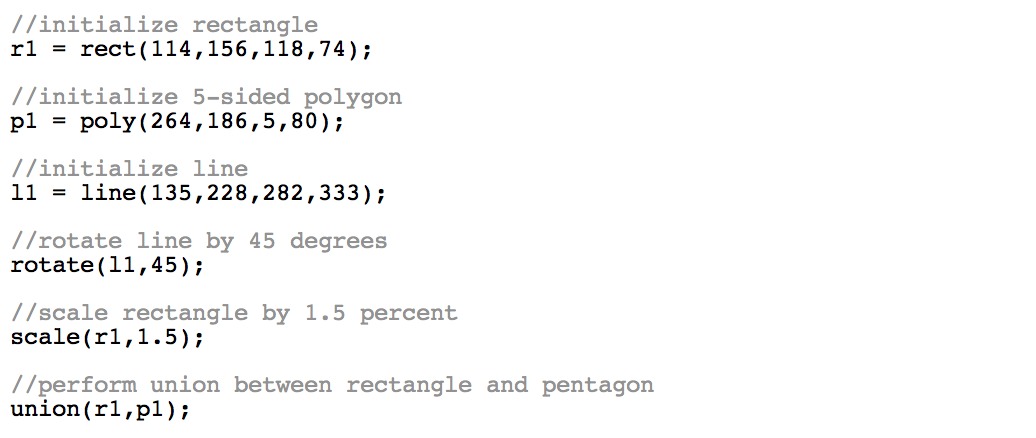 //initialize rectangle
r1 = rect(114,156,118,74);
//initialize 5-sided polygon
p1 = poly(264,186,5,80);
//initialize line
l1 = line(135,228,282,333);
//rotate line by 45 degrees
rotate(l1,45);
//scale rectangle by 1.5 percent
scale(r1,1.5);
//perform union between rectangle and pentagon
union(r1,p1);